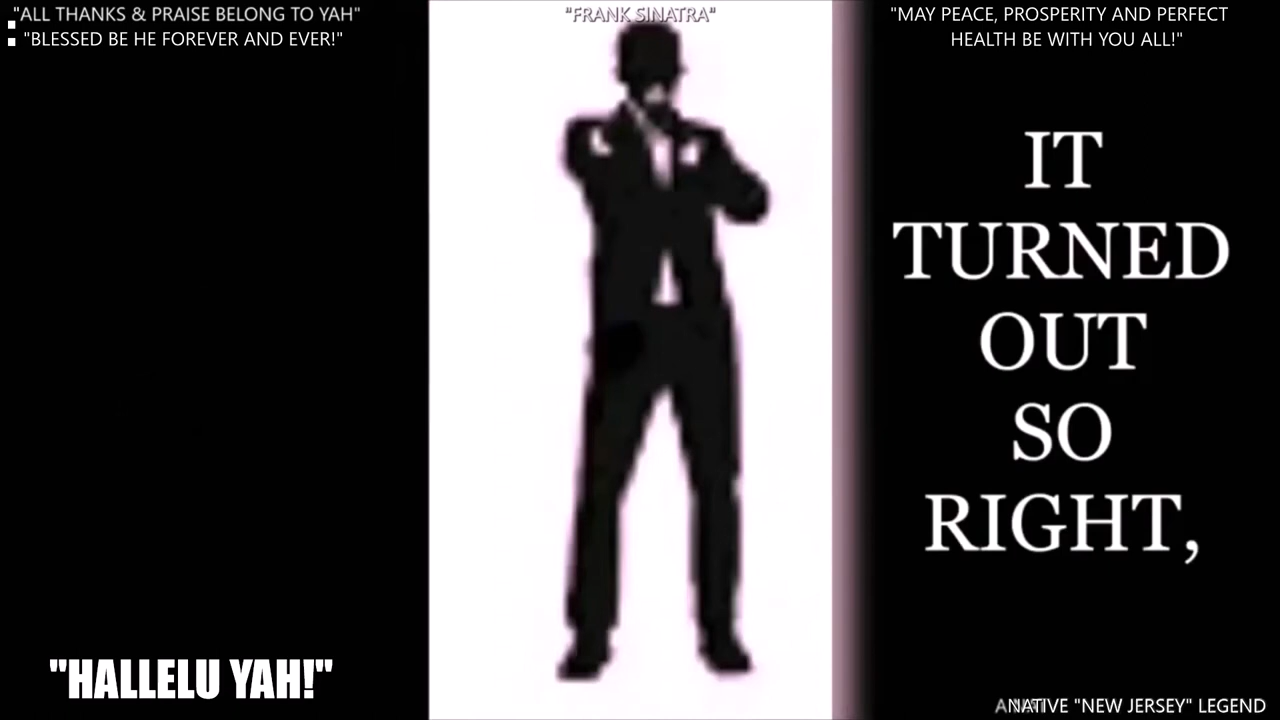 "ALL THANKS & PRAISE BELONG TO YAH"
"BLESSED BE HE FOREVER AND EVER!"
"FRANK SINATRA"
"MAY PEACE, PROSPERITY AND PERFECT
HEALTH BE WITH YOU ALL!"
IT
TURNED
OUT
SO
RIGHT,
"HALLELU YAH!"
NATIVE "NEW JERSEY" LEGEND